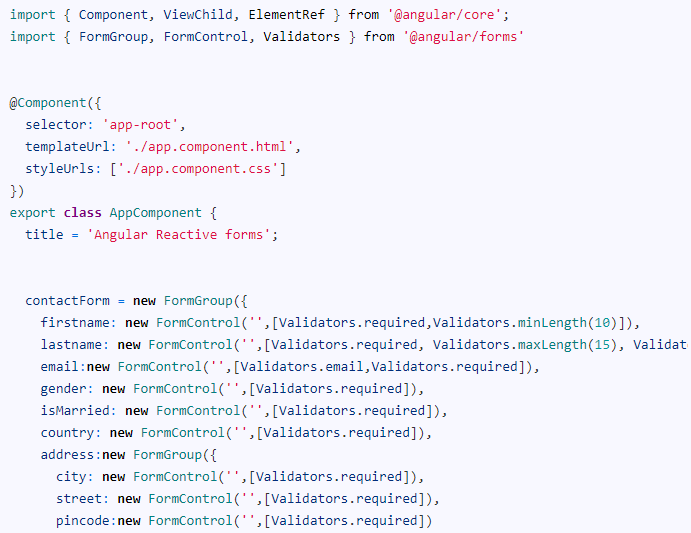 import { Component, ViewChild, ElementRef } from '@angular/core';
import { FormGroup, FormControl, Validators } from '@angular/forms'
@Component({
selector: 'app-root',
templateUrl: './app.component.html',
styleUrls: ['./app.component.css']
})
export class AppComponent {
title = 'Angular Reactive forms';
contactForm = new FormGroup({
firstname: new FormControl('',[Validators.required,Validators.minLength(10)]),
lastname: new FormControl('',[Validators.required, Validators.maxLength(15), Validat
email:new FormControl('',[Validators.email,Validators.required]),
gender: new FormControl('',[Validators.required]),
isMarried: new FormControl('',[Validators.required]),
country: new FormControl('',[Validators.required]),
address:new FormGroup({
city: new FormControl('',[Validators.required]),
street: new FormControl('',[Validators.required]),
pincode:new FormControl('',[Validators.required])